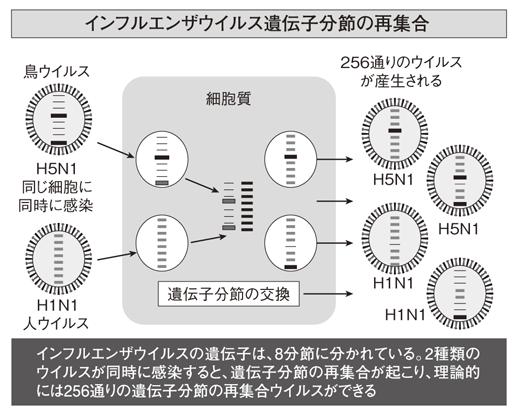 インフルエンザウイルス遺伝子分節の再集合
鳥ウイルス
H5N1
同じ細胞に
同時に感染
H1N1
人ウイルス
細胞質
遺伝子分節の交換
256通りのウイルス
が産生される
H5N1
H5N1
H1N1
H1N1
インフルエンザウイルスの遺伝子は、8分節に分かれている。2種類の
ウイルスが同時に感染すると、遺伝子分節の再集合が起こり、理論的
には256通りの遺伝子分節の再集合ウイルスができる